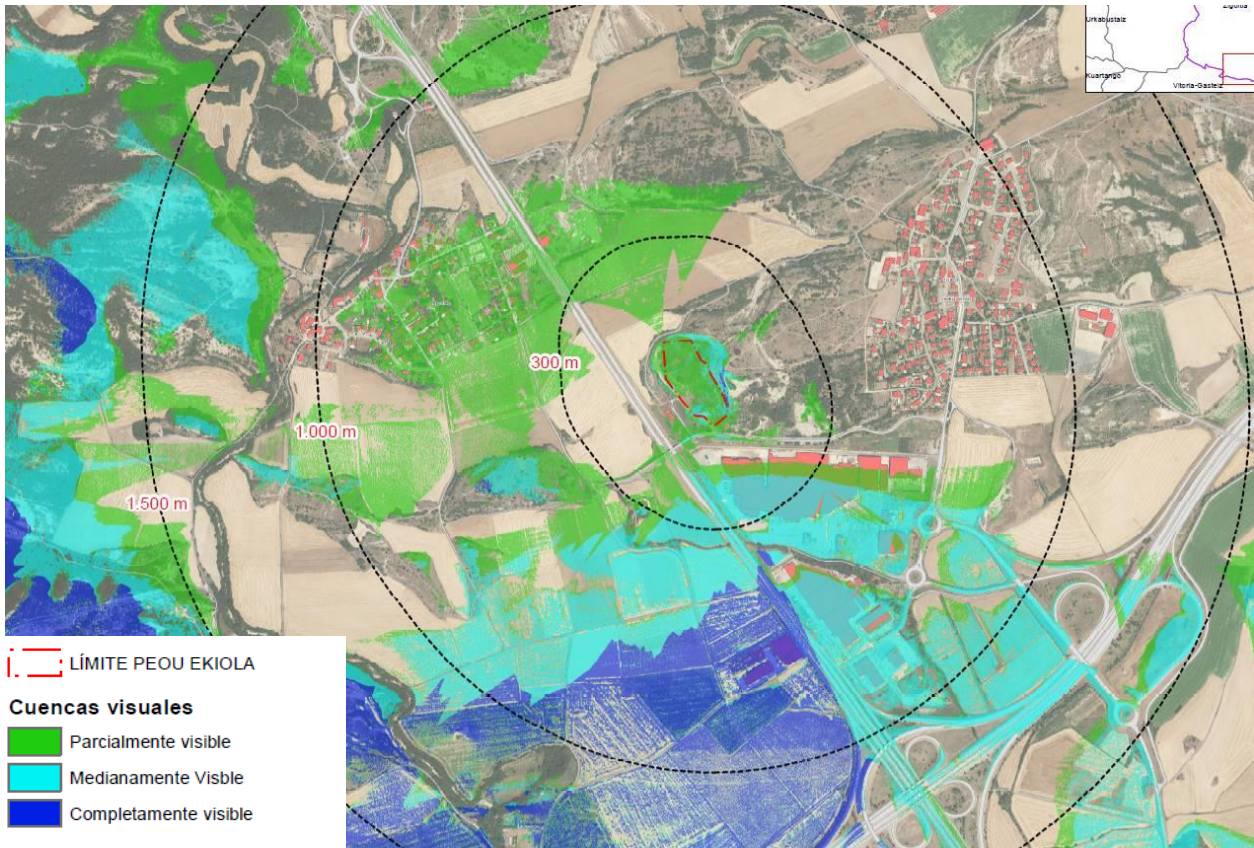 Zigoitia
Urkabustaiz
Kuartango
Vitoria-Gasteiz
300 m
1.000 m
1.500 m
LÍMITE PEOU EKIOLA
Cuencas visuales
Parcialmente visible
Medianamente Visble
Completamente visible